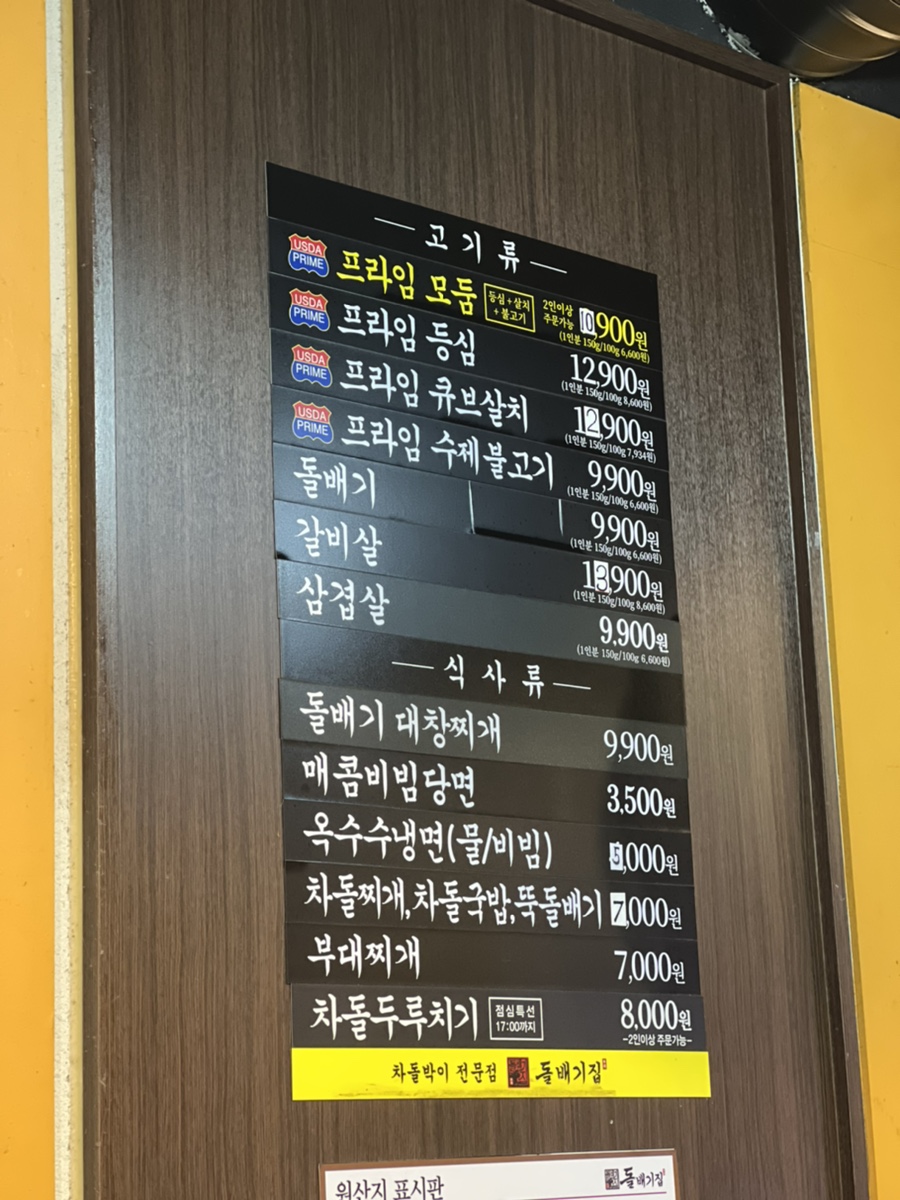 고기류
USDA PRIME 프라임 모둠 등심+살치+불고기 2인이상 주문가능 10,900원
(1인분 150g/100g 6,600원)
USDA PRIME 프라임 등심 12,900원
(1인분 150g/100g 8,600원)
USDA PRIME 프라임 큐브살치 12,900원
(1인분 150g/100g 7,934원)
USDA PRIME 프라임 수제불고기 9,900원
(1인분 150g/100g 6,600원)
돌배기 9,900원
(1인분 150g/100g 6,600원)
갈비살 13,900원
(1인분 150g/100g 8,600원)
삼겹살 9,900원
(1인분 150g/100g 6,600원)
식사류
돌배기 대창찌개 9,900원
매콤비빔당면 3,500원
옥수수냉면(물/비빔) 5,000원
차돌찌개,차돌국밥,뚝돌배기 7,000원
부대찌개 7,000원
차돌두루치기 점심특선 17:00까지 8,000원
-2인이상 주문가능-
차돌박이 전문점 돌배기집
원산지 표시판 돌배기집